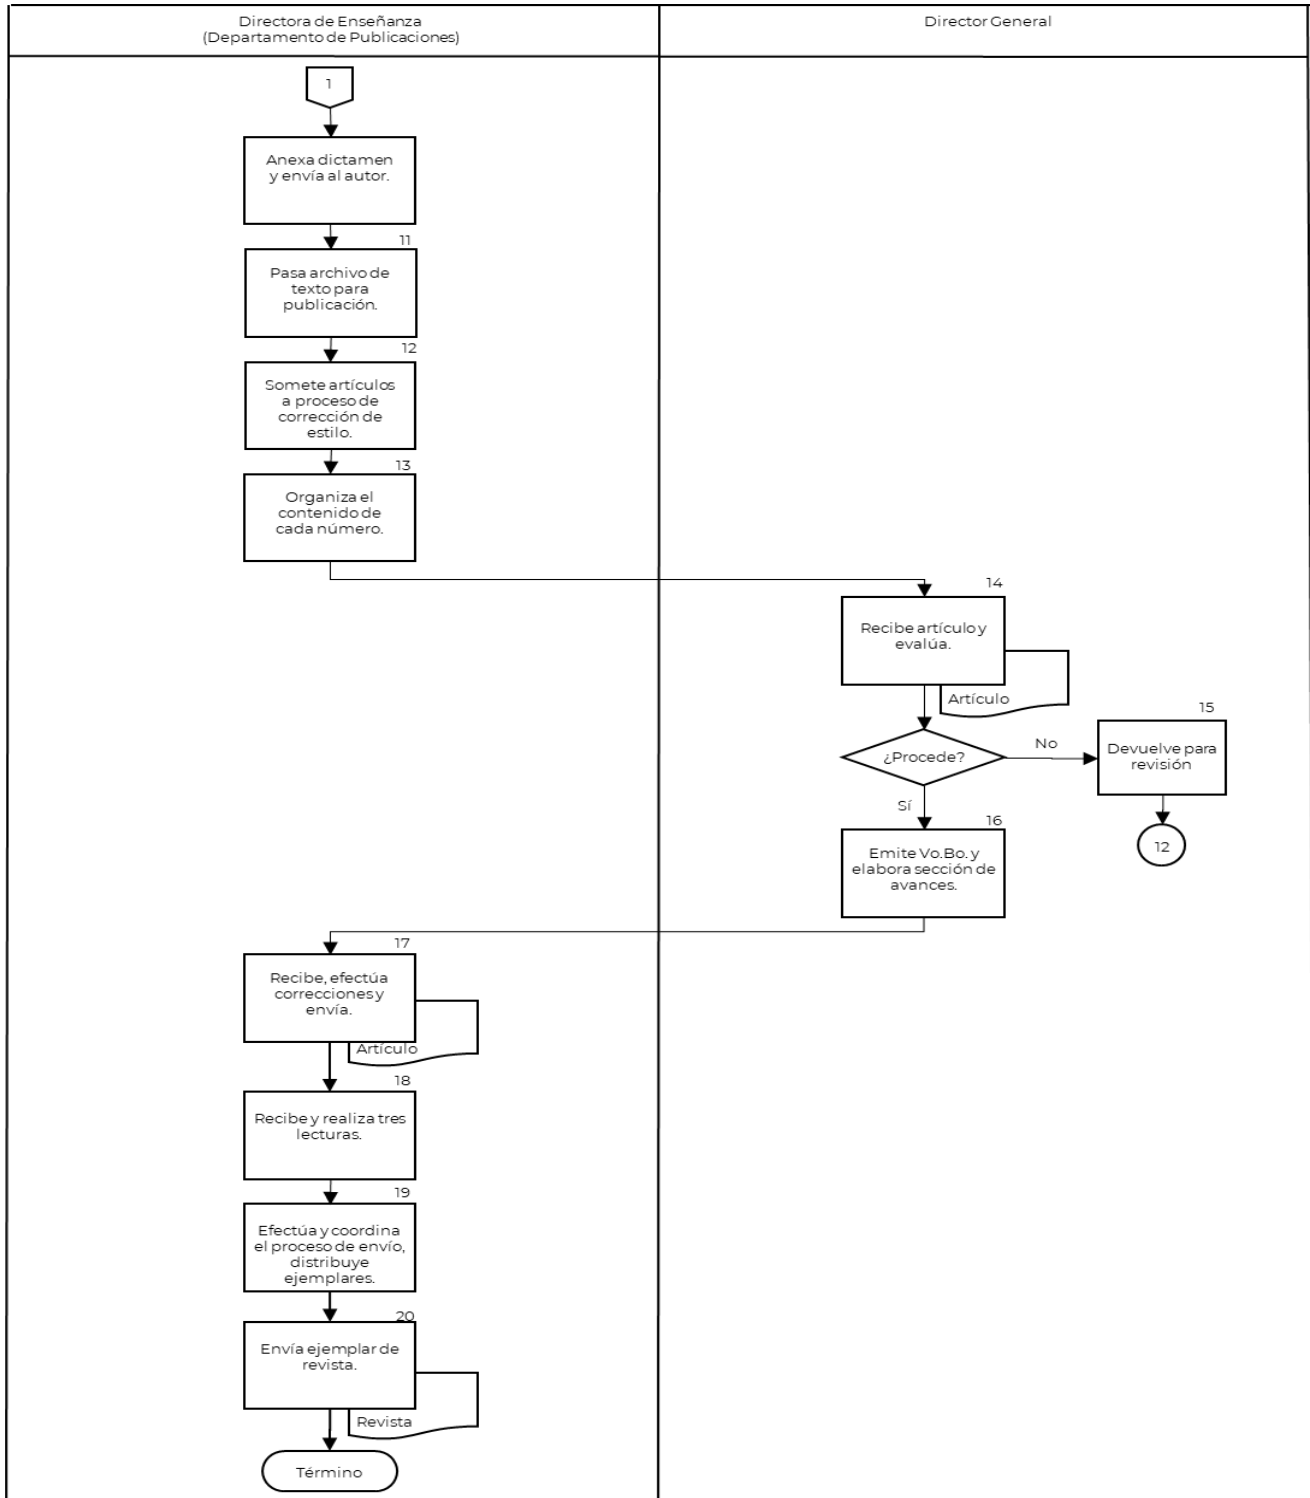 Directora de Enseñanza
(Departamento de Publicaciones)
Director General
1
Anexa dictamen
y envía al autor.
11
Pasa archivo de
texto para
publicación.
12
Somete artículos
a proceso de
corrección de
estilo.
13
Organiza el
contenido de
cada número.
14
Recibe artículo y
evalúa.
Artículo
¿Procede?
No
15
Devuelve para
revisión
12
Sí
16
Emite Vo.Bo. y
elabora sección de
avances.
17
Recibe, efectúa
correcciones y
envía.
Artículo
18
Recibe y realiza tres
lecturas.
19
Efectúa y coordina
el proceso de envío,
distribuye
ejemplares.
20
Envía ejemplar de
revista.
Revista
Término